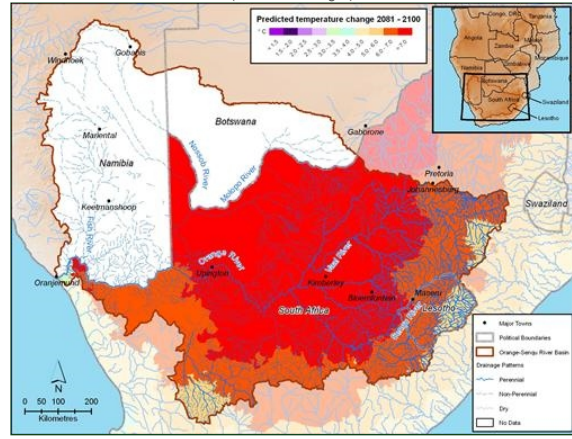 Predicted temperature change 2081 - 2100
° C
Congo, DRC
Tanzania
Angola
Zambia
Malawi
Mozambique
Zimbabwe
Namibia
Botswana
South Africa
Swaziland
Lesotho
Windhoek
Gobabis
Mariental
Namibia
Keetmanshoop
Fish River
Oranjemund
Botswana
Nossob River
Molopo River
Gaborone
Pretoria
Johannesburg
Swaziland
Orange River
Upington
Vaal River
Kimberley
Bloemfontein
Maseru
Lesotho
South Africa
N
0 50 100 200
Kilometres
Major Towns
Political Boundaries
Orange-Senqu River Basin
Drainage Patterns
Perennial
Non-Perennial
Dry
No Data